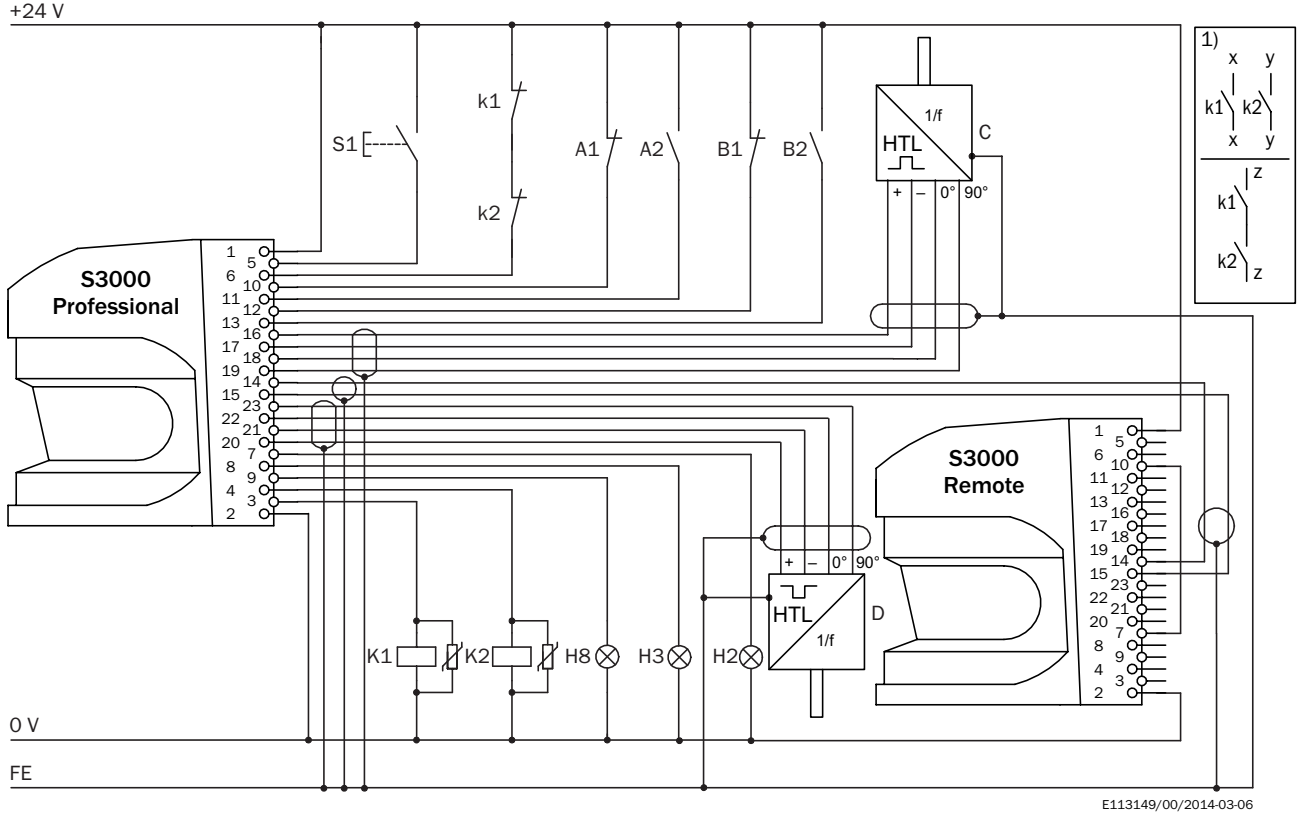 +24 V
1)
x y
k1 k2
x y
z
k1
k2
z
k1
S1
A1 A2 B1 B2
k2
1/f
HTL
C
+ – 0° 90°
S3000
Professional
1
5
6
10
11
12
13
16
17
18
19
14
15
23
22
21
20
7
8
9
4
3
2
S3000
Remote
1
5
6
10
11
12
13
16
17
18
19
14
15
23
22
21
20
7
8
9
4
3
2
+ – 0° 90°
HTL
1/f
D
K1 K2 H8 H3 H2
0 V
FE
E113149/00/2014-03-06